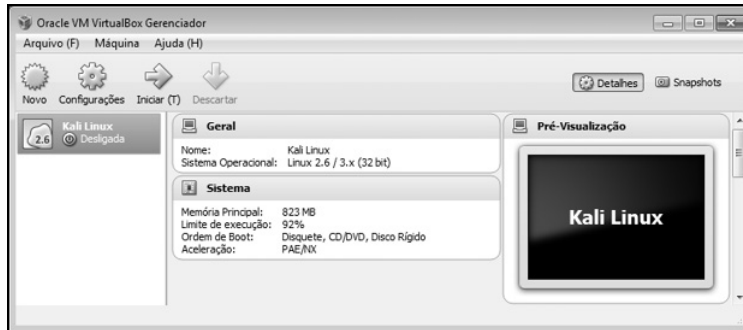 Oracle VM VirtualBox Gerenciador
Arquivo (F) Máquina Ajuda (H)
Novo Configurações Iniciar (T) Descartar
Detalhes Snapshots
Kali Linux
2.6
Desligada
Geral
Nome: Kali Linux
Sistema Operacional: Linux 2.6 / 3.x (32 bit)
Sistema
Memória Principal: 823 MB
Limite de execução: 92%
Ordem de Boot: Disquete, CD/DVD, Disco Rígido
Aceleração: PAE/NX
Pré-Visualização
Kali Linux